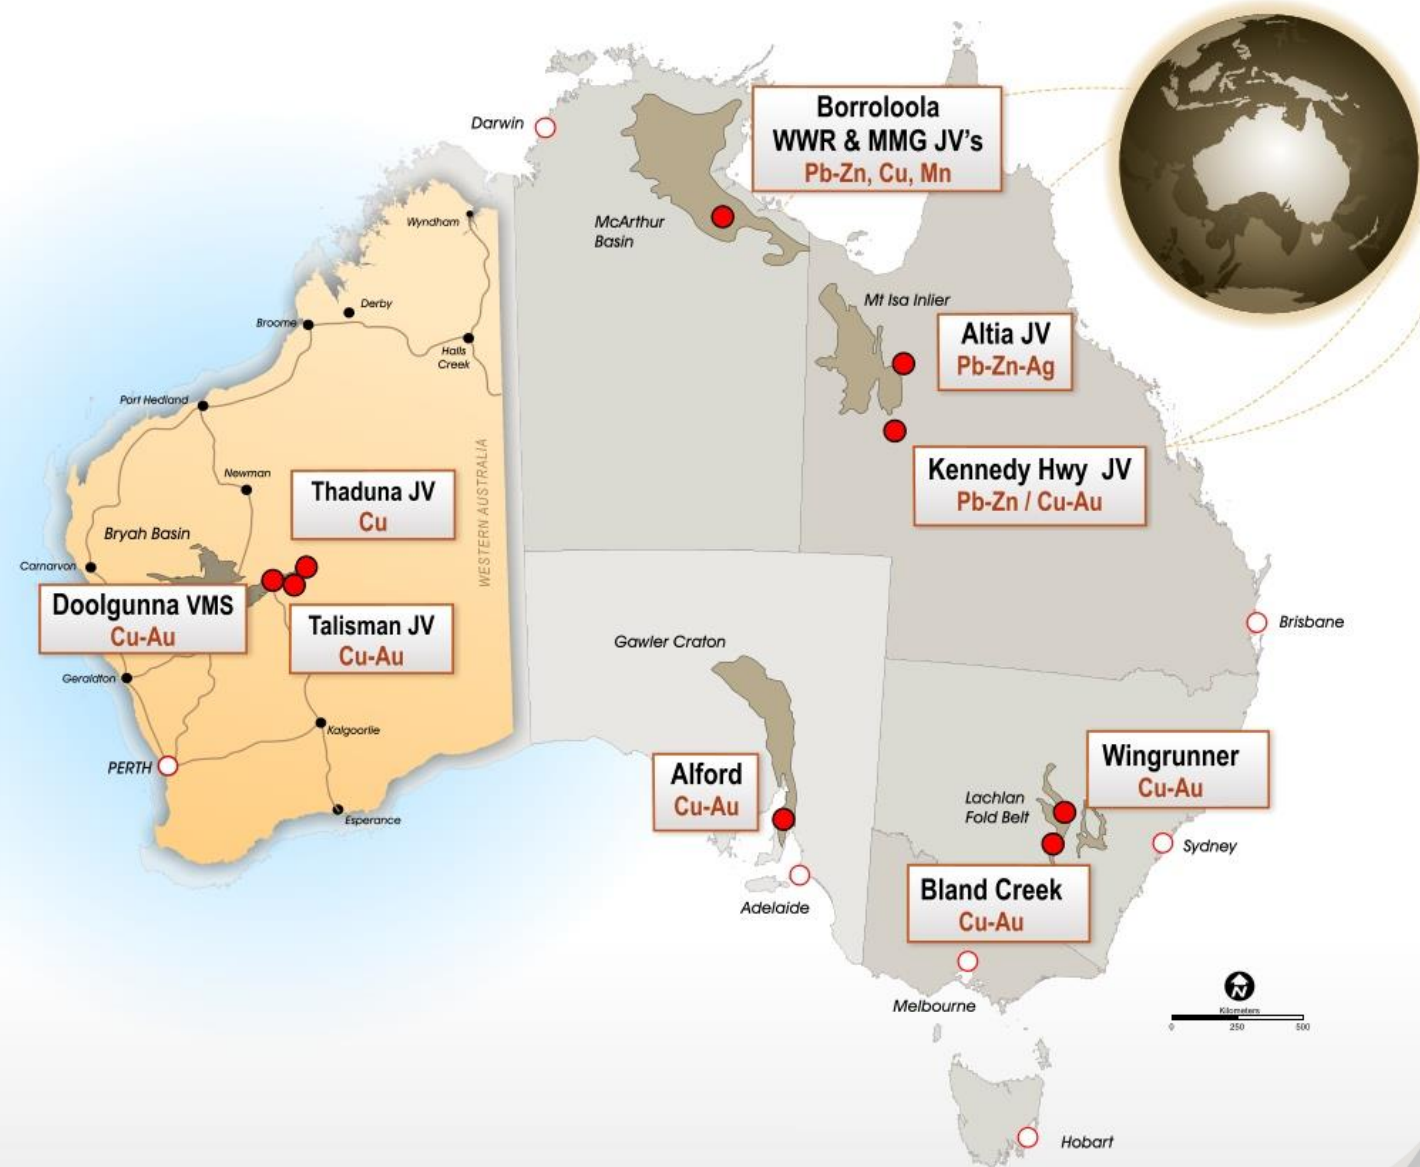 Borroloola
WWR & MMG JV's
Pb-Zn, Cu, Mn
Darwin
McArthur
Basin
Wyndham
Mt Isa Inlier
Derby
Broome
Halls
Creek
Altia JV
Pb-Zn-Ag
Port Hedland
WESTERN AUSTRALIA
Kennedy Hwy JV
Pb-Zn / Cu-Au
Newman
Thaduna JV
Cu
Bryah Basin
Carnarvon
Doolgunna VMS
Cu-Au
Talisman JV
Cu-Au
Brisbane
Gawler Craton
Geraldton
Kalgoorlie
PERTH
Esperance
Alford
Cu-Au
Wingrunner
Cu-Au
Lachlan
Fold Belt
Sydney
Bland Creek
Cu-Au
Adelaide
Melbourne
N
Kilometers
0 250 500
Hobart